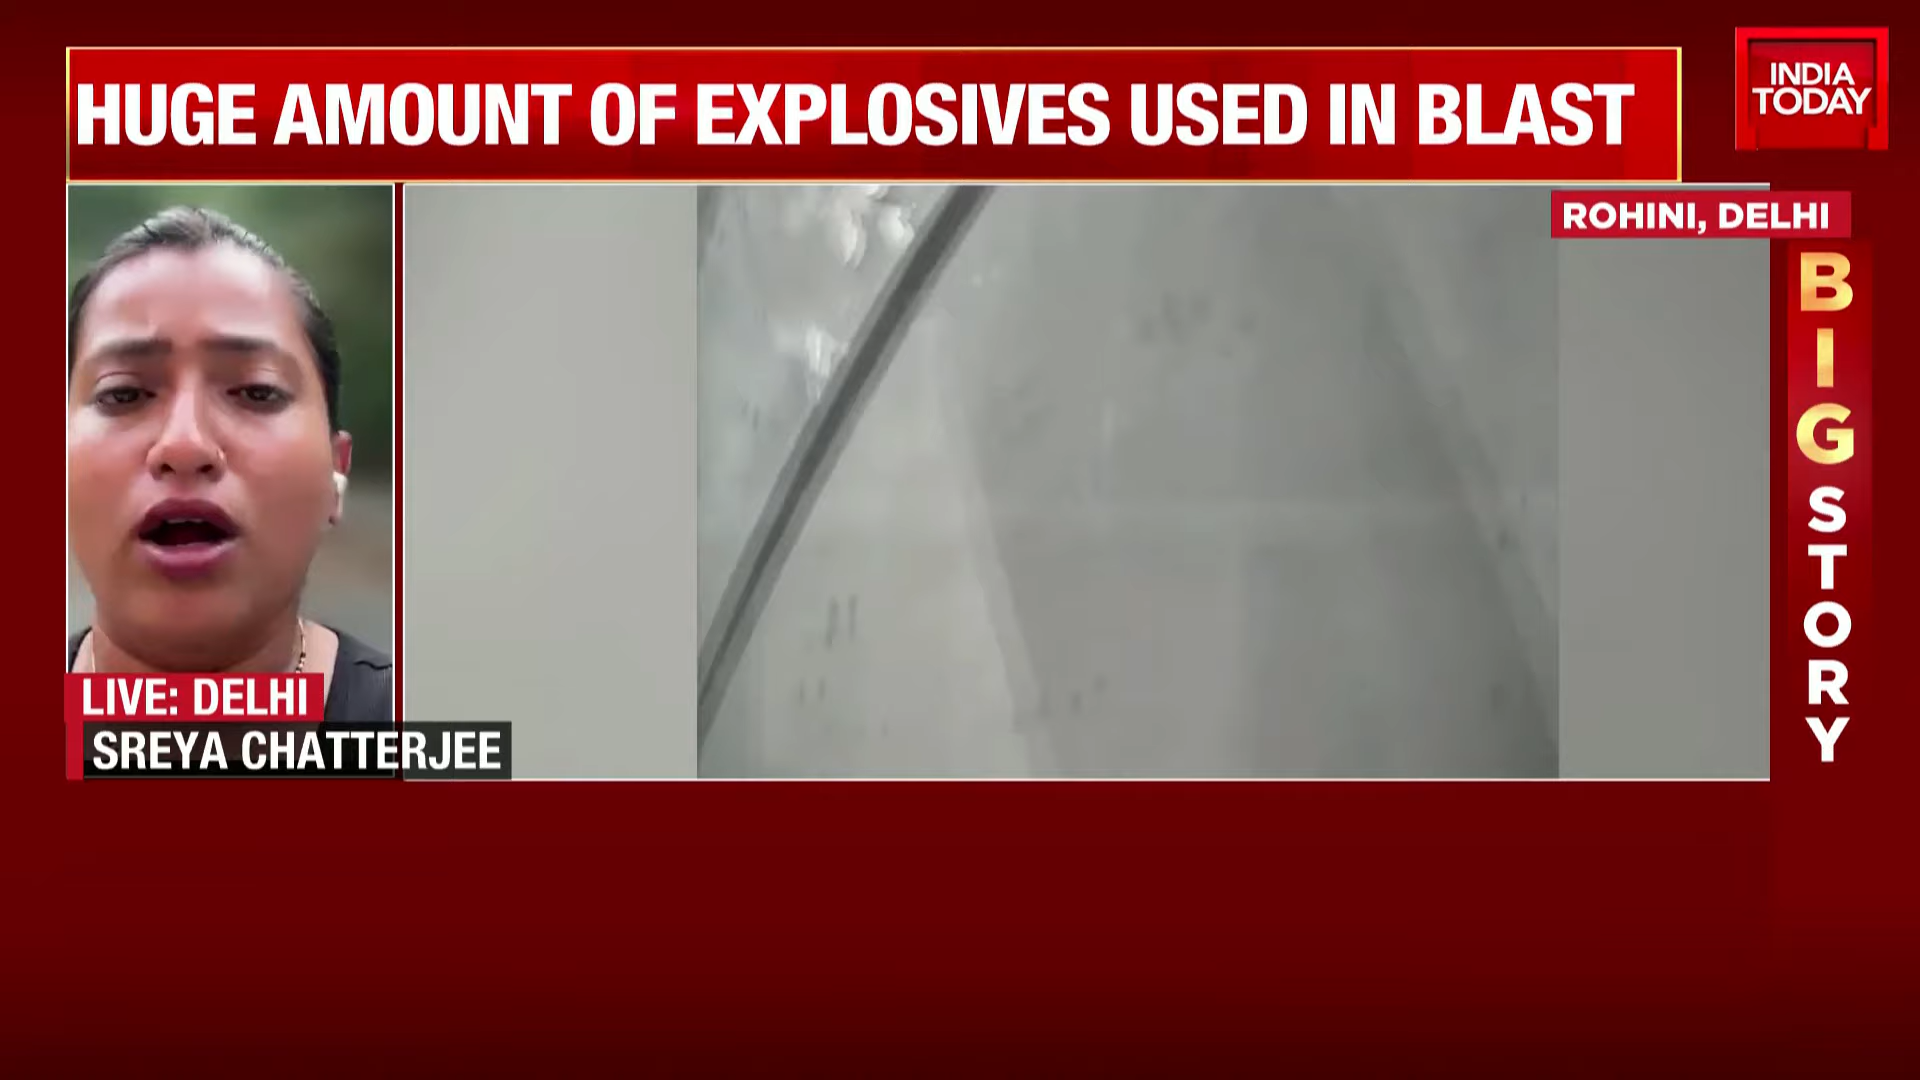 HUGE AMOUNT OF EXPLOSIVES USED IN BLAST
INDIA
TODAY
ROHINI, DELHI
BIG
STORY
LIVE: DELHI
SREYA CHATTERJEE